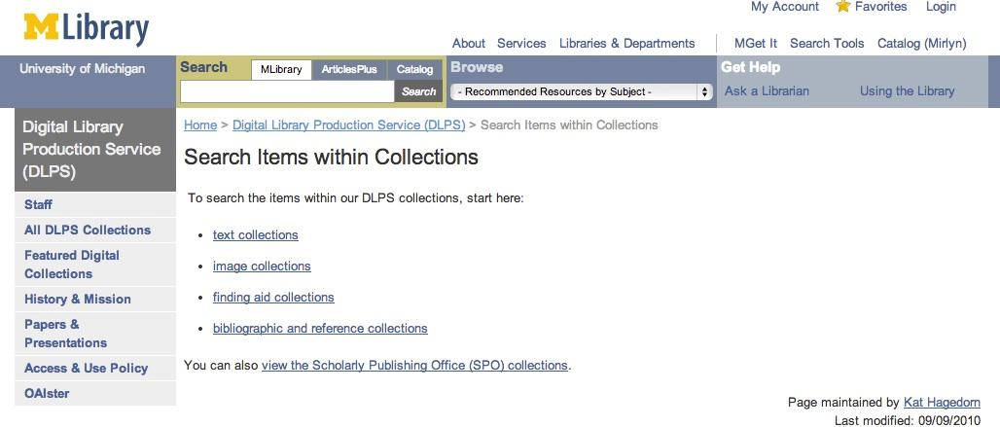 My Account Favorites Login
M Library
About Services Libraries & Departments MGet It Search Tools Catalog (Mirlyn)
University of Michigan
Search MLibrary ArticlesPlus Catalog
Search
Browse
- Recommended Resources by Subject -
Get Help
Ask a Librarian Using the Library
Digital Library
Production Service
(DLPS)
Staff
All DLPS Collections
Featured Digital
Collections
History & Mission
Papers &
Presentations
Access & Use Policy
OAIster
Home > Digital Library Production Service (DLPS) > Search Items within Collections
Search Items within Collections
To search the items within our DLPS collections, start here:
• text collections
• image collections
• finding aid collections
• bibliographic and reference collections
You can also view the Scholarly Publishing Office (SPO) collections.
Page maintained by Kat Hagedorn
Last modified: 09/09/2010